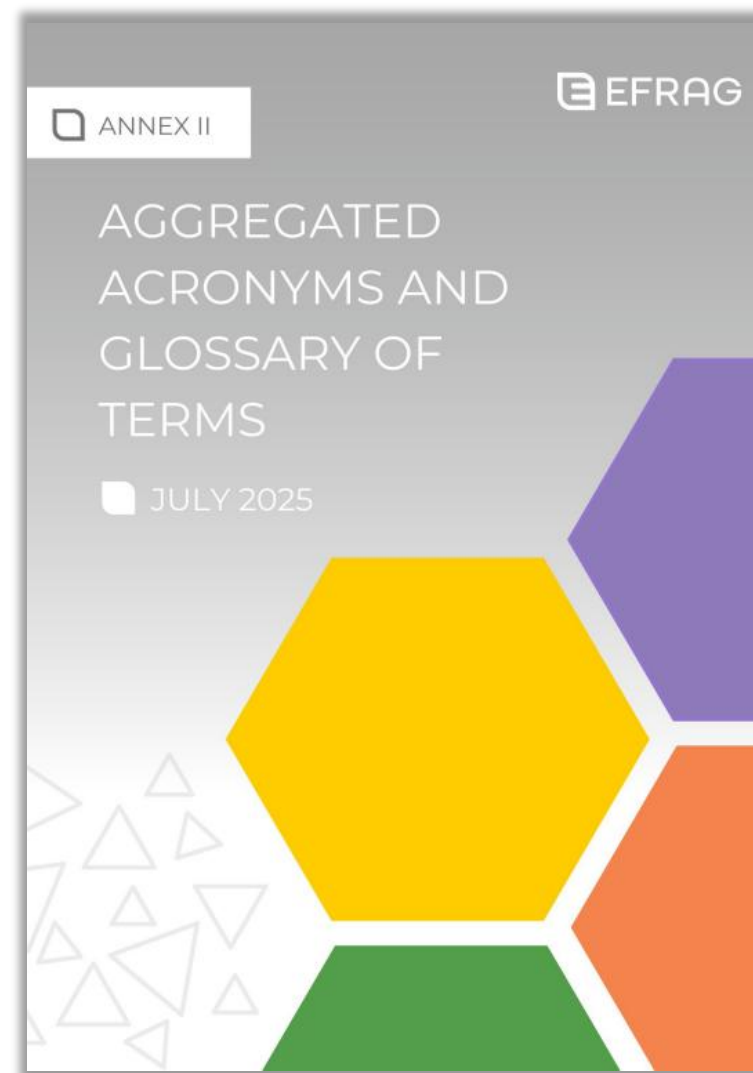 EFRAG
ANNEX II
AGGREGATED
ACRONYMS AND
GLOSSARY OF
TERMS
JULY 2025